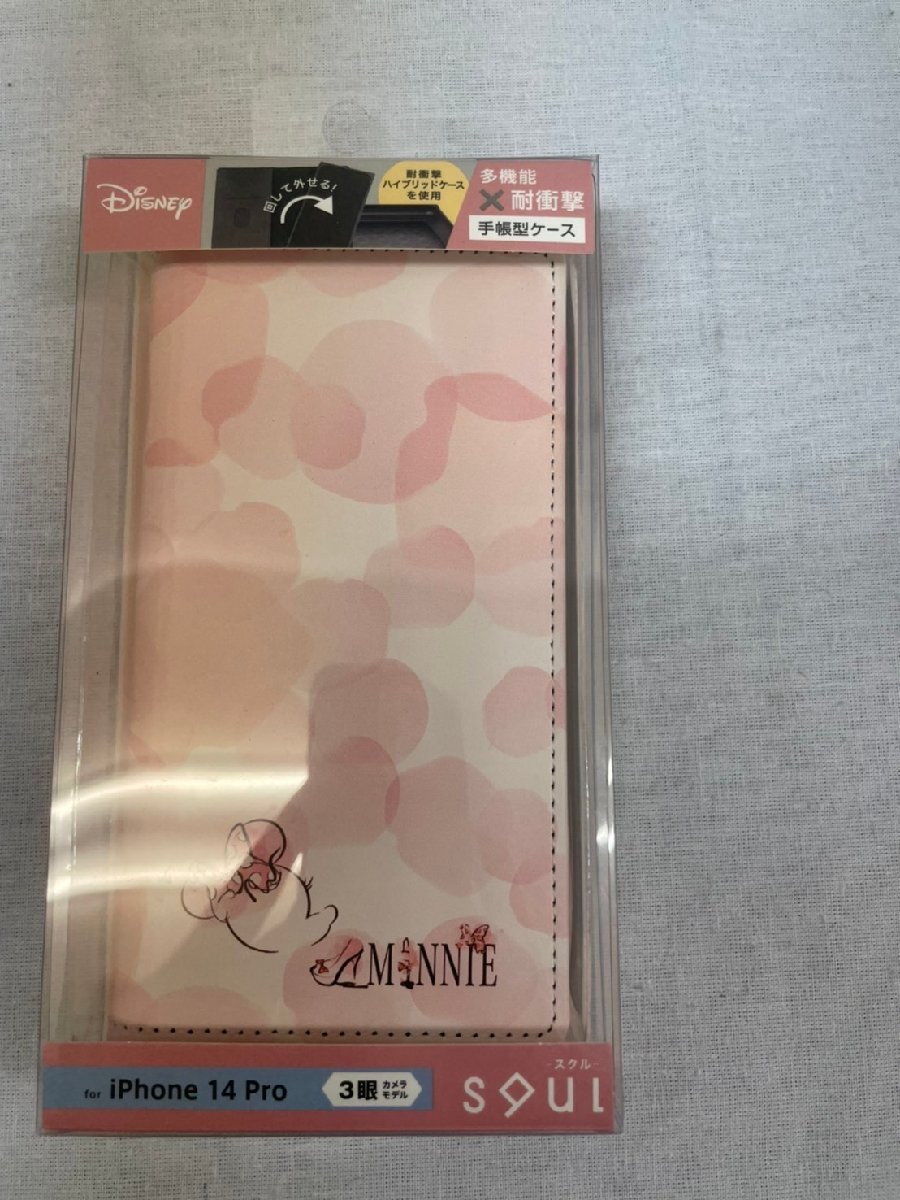 Disney
回して外せる!
耐衝撃
ハイブリッドケース
を使用
多機能
×耐衝撃
手帳型ケース
MINNIE
for iPhone 14 Pro
3眼 カメラ
モデル
-スクル-
sqUL